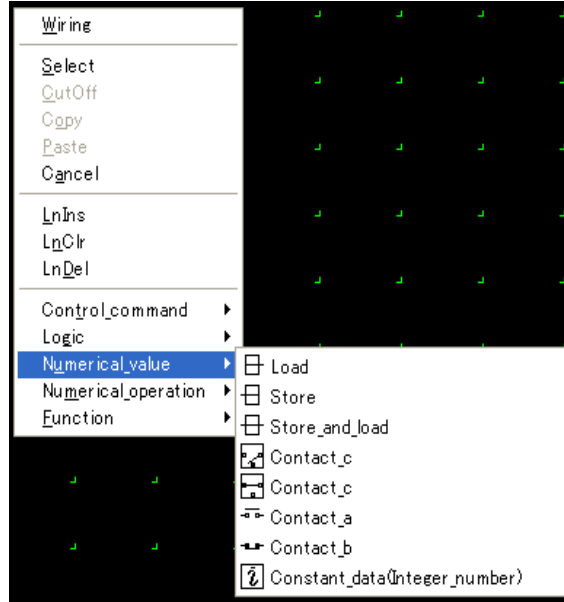 Wiring
Select
CutOff
Copy
Paste
Cancel
LnIns
LnClr
LnDel
Control_command
Logic
Numerical_value
Numerical_operation
Function
Load
Store
Store_and_load
Contact_c
Contact_c
Contact_a
Contact_b
i Constant_data(Integer_number)